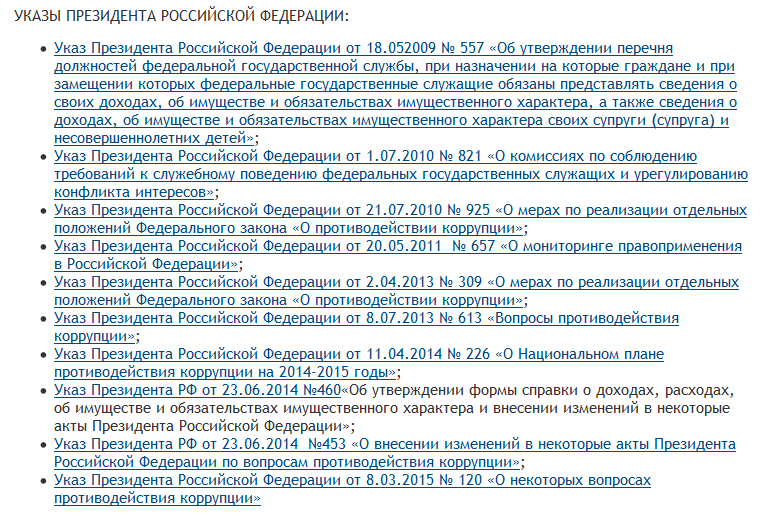 УКАЗЫ ПРЕЗИДЕНТА РОССИЙСКОЙ ФЕДЕРАЦИИ:
Указ Президента Российской Федерации от 18.052009 № 557 «Об утверждении перечня
должностей федеральной государственной службы, при назначении на которые граждане и при
замещении которых федеральные государственные служащие обязаны представлять сведения о
своих доходах, об имуществе и обязательствах имущественного характера, а также сведения о
доходах, об имуществе и обязательствах имущественного характера своих супруги (супруга) и
несовершеннолетних детей»;
Указ Президента Российской Федерации от 1.07.2010 № 821 «О комиссиях по соблюдению
требований к служебному поведению федеральных государственных служащих и урегулированию
конфликта интересов»;
Указ Президента Российской Федерации от 21.07.2010 № 925 «О мерах по реализации отдельных
положений Федерального закона «О противодействии коррупции»;
Указ Президента Российской Федерации от 20.05.2011 № 657 «О мониторинге правоприменения
в Российской Федерации»;
Указ Президента Российской Федерации от 2.04.2013 № 309 «О мерах по реализации отдельных
положений Федерального закона «О противодействии коррупции»;
Указ Президента Российской Федерации от 8.07.2013 № 613 «Вопросы противодействия
коррупции»;
Указ Президента Российской Федерации от 11.04.2014 № 226 «О Национальном плане
противодействия коррупции на 2014-2015 годы»;
Указ Президента РФ от 23.06.2014 №460«Об утверждении формы справки о доходах, расходах,
об имуществе и обязательствах имущественного характера и внесении изменений в некоторые
акты Президента Российской Федерации»;
Указ Президента РФ от 23.06.2014 №453 «О внесении изменений в некоторые акты Президента
Российской Федерации по вопросам противодействия коррупции»;
Указ Президента Российской Федерации от 8.03.2015 № 120 «О некоторых вопросах
противодействия коррупции»